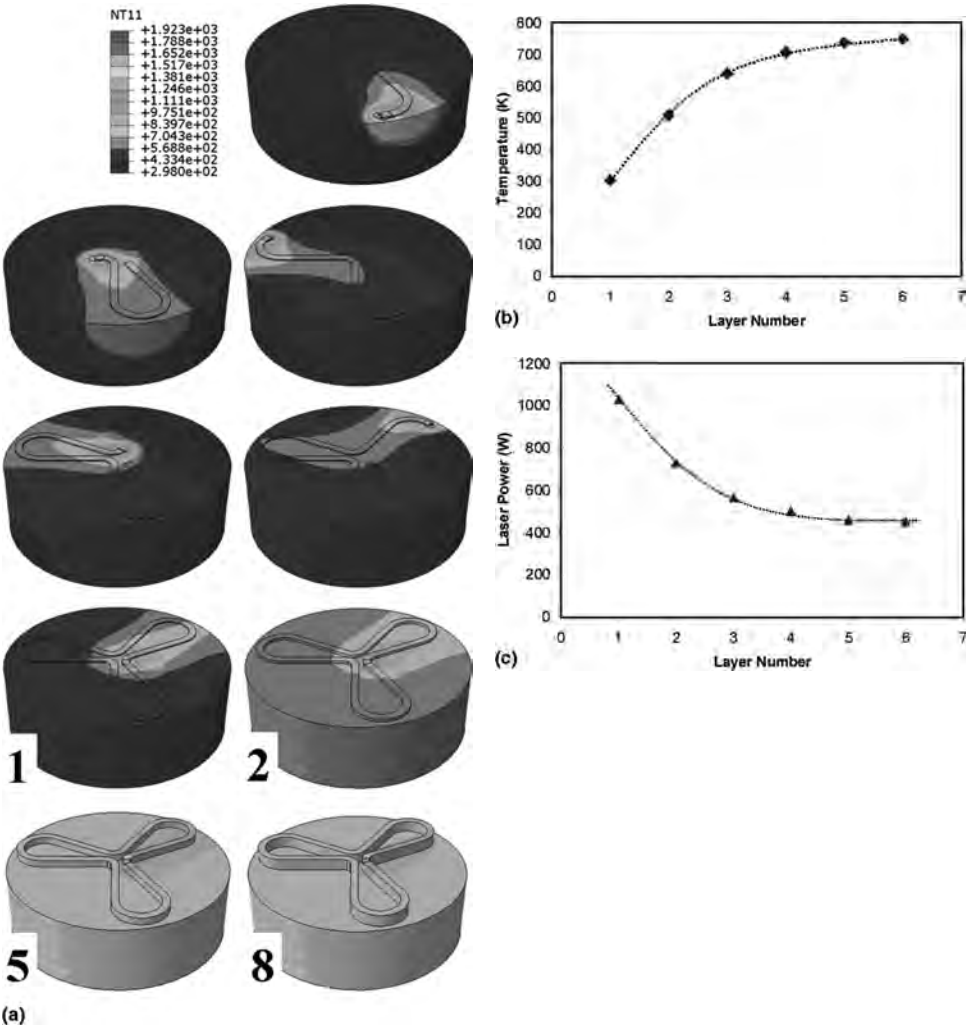 NT11
+1.923e+03
+1.788e+03
+1.652e+03
+1.517e+03
+1.381e+03
+1.246e+03
+1.111e+03
+9.751e+02
+8.397e+02
+7.043e+02
+5.688e+02
+4.334e+02
+2.980e+02
1
2
5
8
(a)
Temperature (K)
800
700
600
500
400
300
200
100
0
0 1 2 3 4 5 6 7
Layer Number
(b)
Laser Power (W)
1200
1000
800
600
400
200
0
0 1 2 3 4 5 6 7
Layer Number
(c)